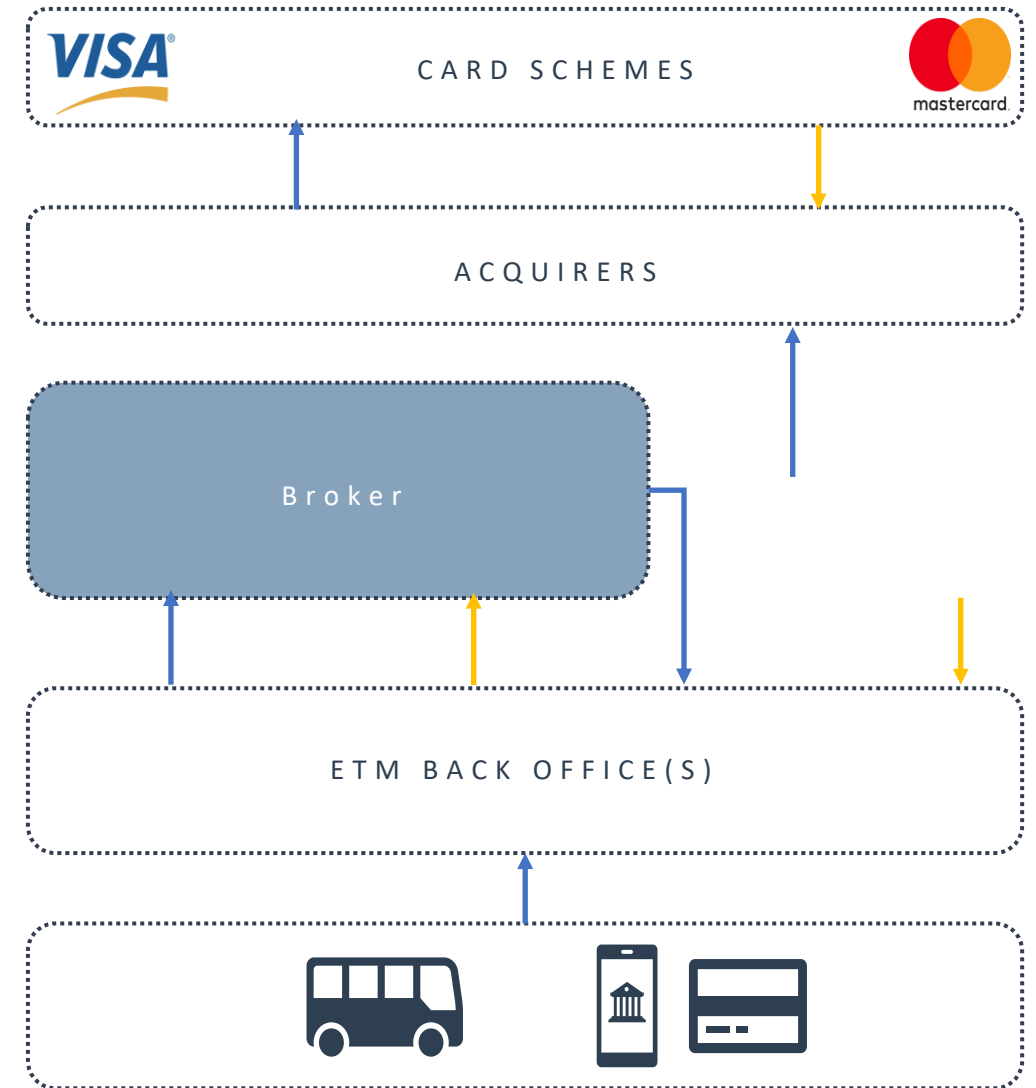 VISA®
CARD SCHEMES
mastercard.
ACQUIRERS
Broker
ETM BACK OFFICE(S)